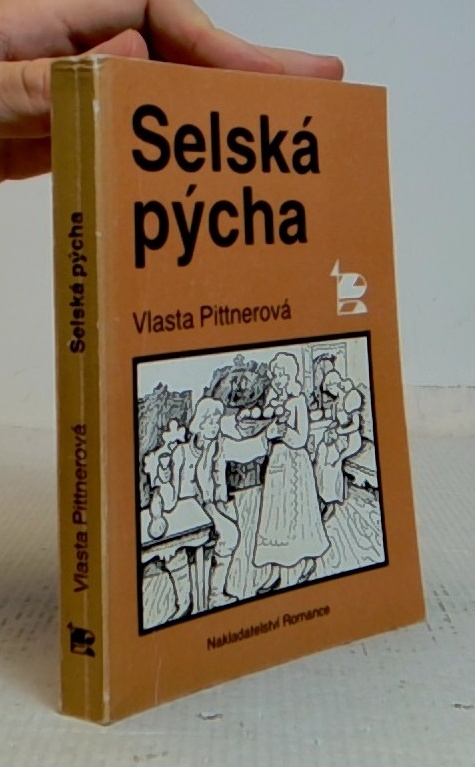 Selská
pýcha
Vlasta Pittnerová
Nakladatelství Romance
Vlasta Pittnerová
Selská pýcha